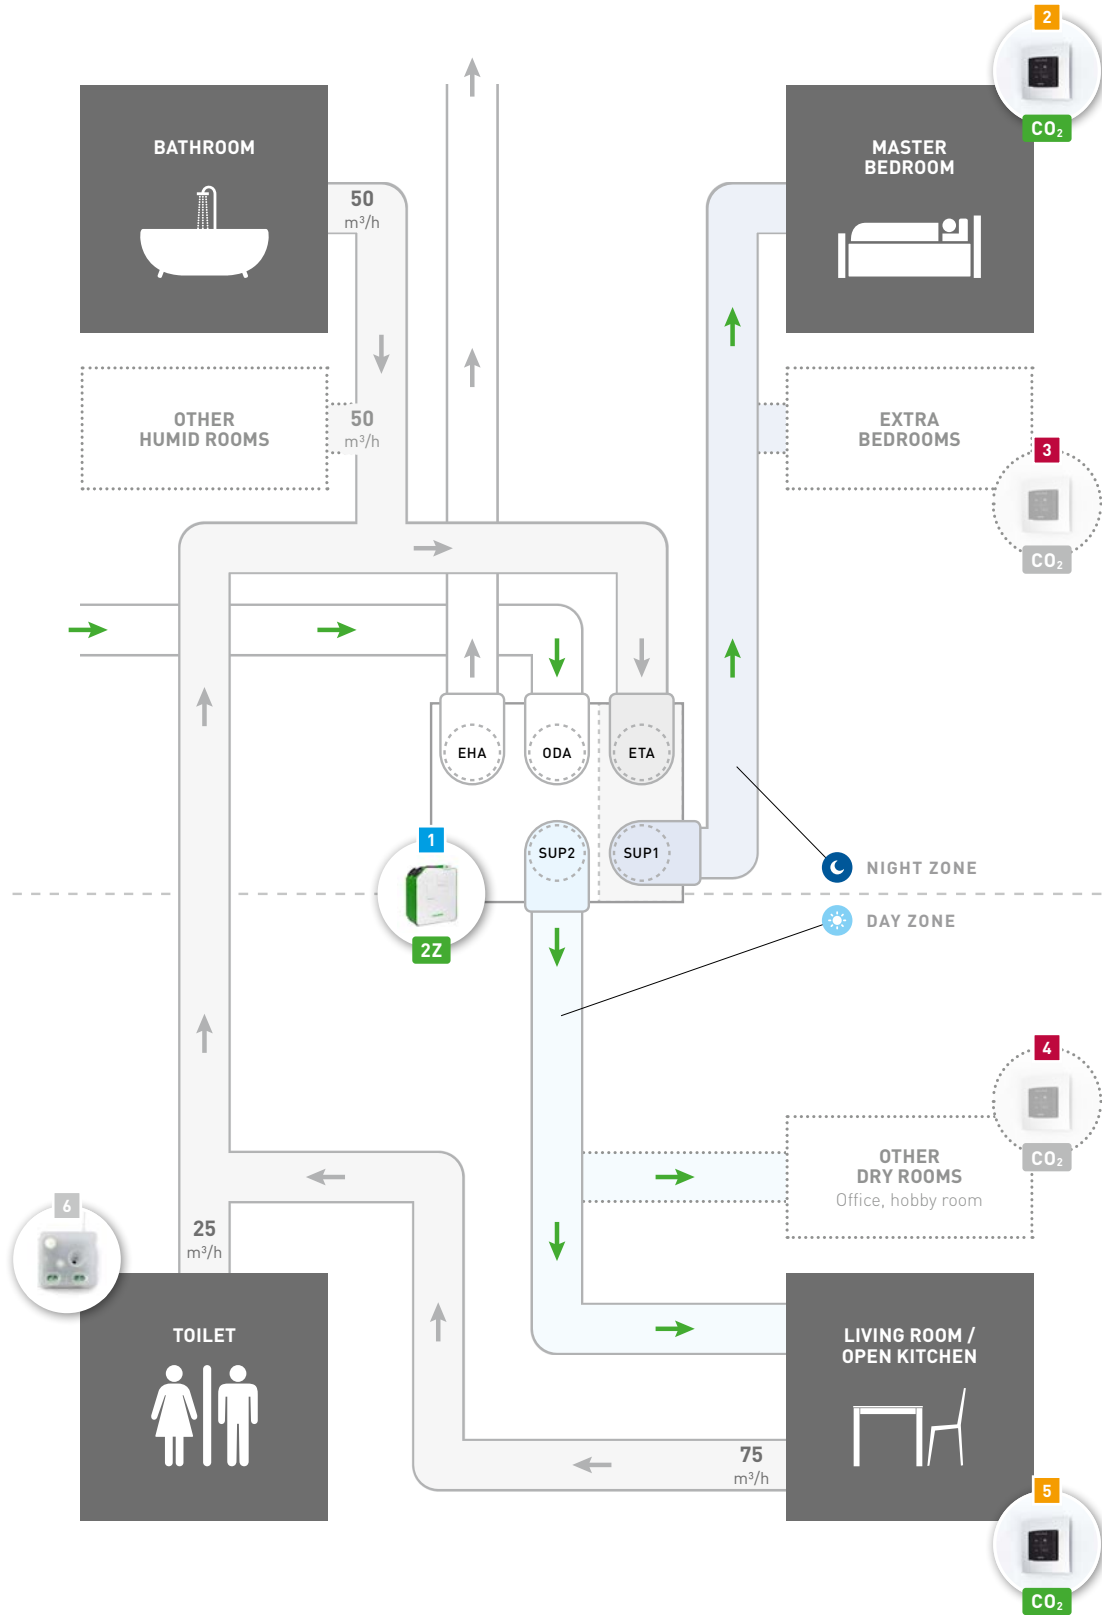 2
CO₂
BATHROOM
MASTER
BEDROOM
50
m³/h
OTHER
HUMID ROOMS
50
m³/h
EXTRA
BEDROOMS
3
CO₂
EHA
ODA
ETA
1
SUP2
SUP1
2Z
NIGHT ZONE
DAY ZONE
4
CO₂
OTHER
DRY ROOMS
Office, hobby room
6
25
m³/h
TOILET
LIVING ROOM /
OPEN KITCHEN
75
m³/h
5
CO₂